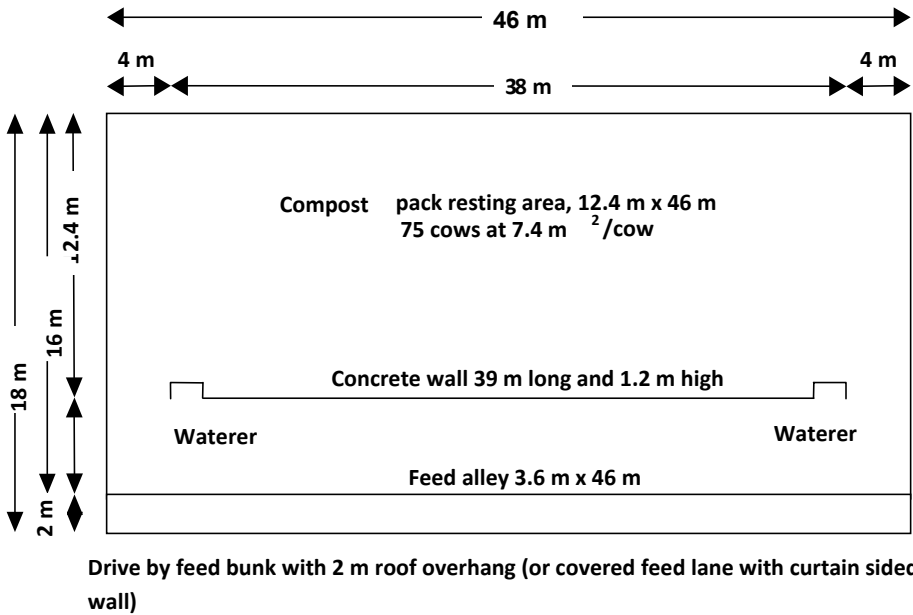 46 m
4 m
38 m
4 m
12.4 m
16 m
18 m
2 m
Compost pack resting area, 12.4 m x 46 m
75 cows at 7.4 m ²/cow
Concrete wall 39 m long and 1.2 m high
Waterer
Waterer
Feed alley 3.6 m x 46 m
Drive by feed bunk with 2 m roof overhang (or covered feed lane with curtain sided
wall)